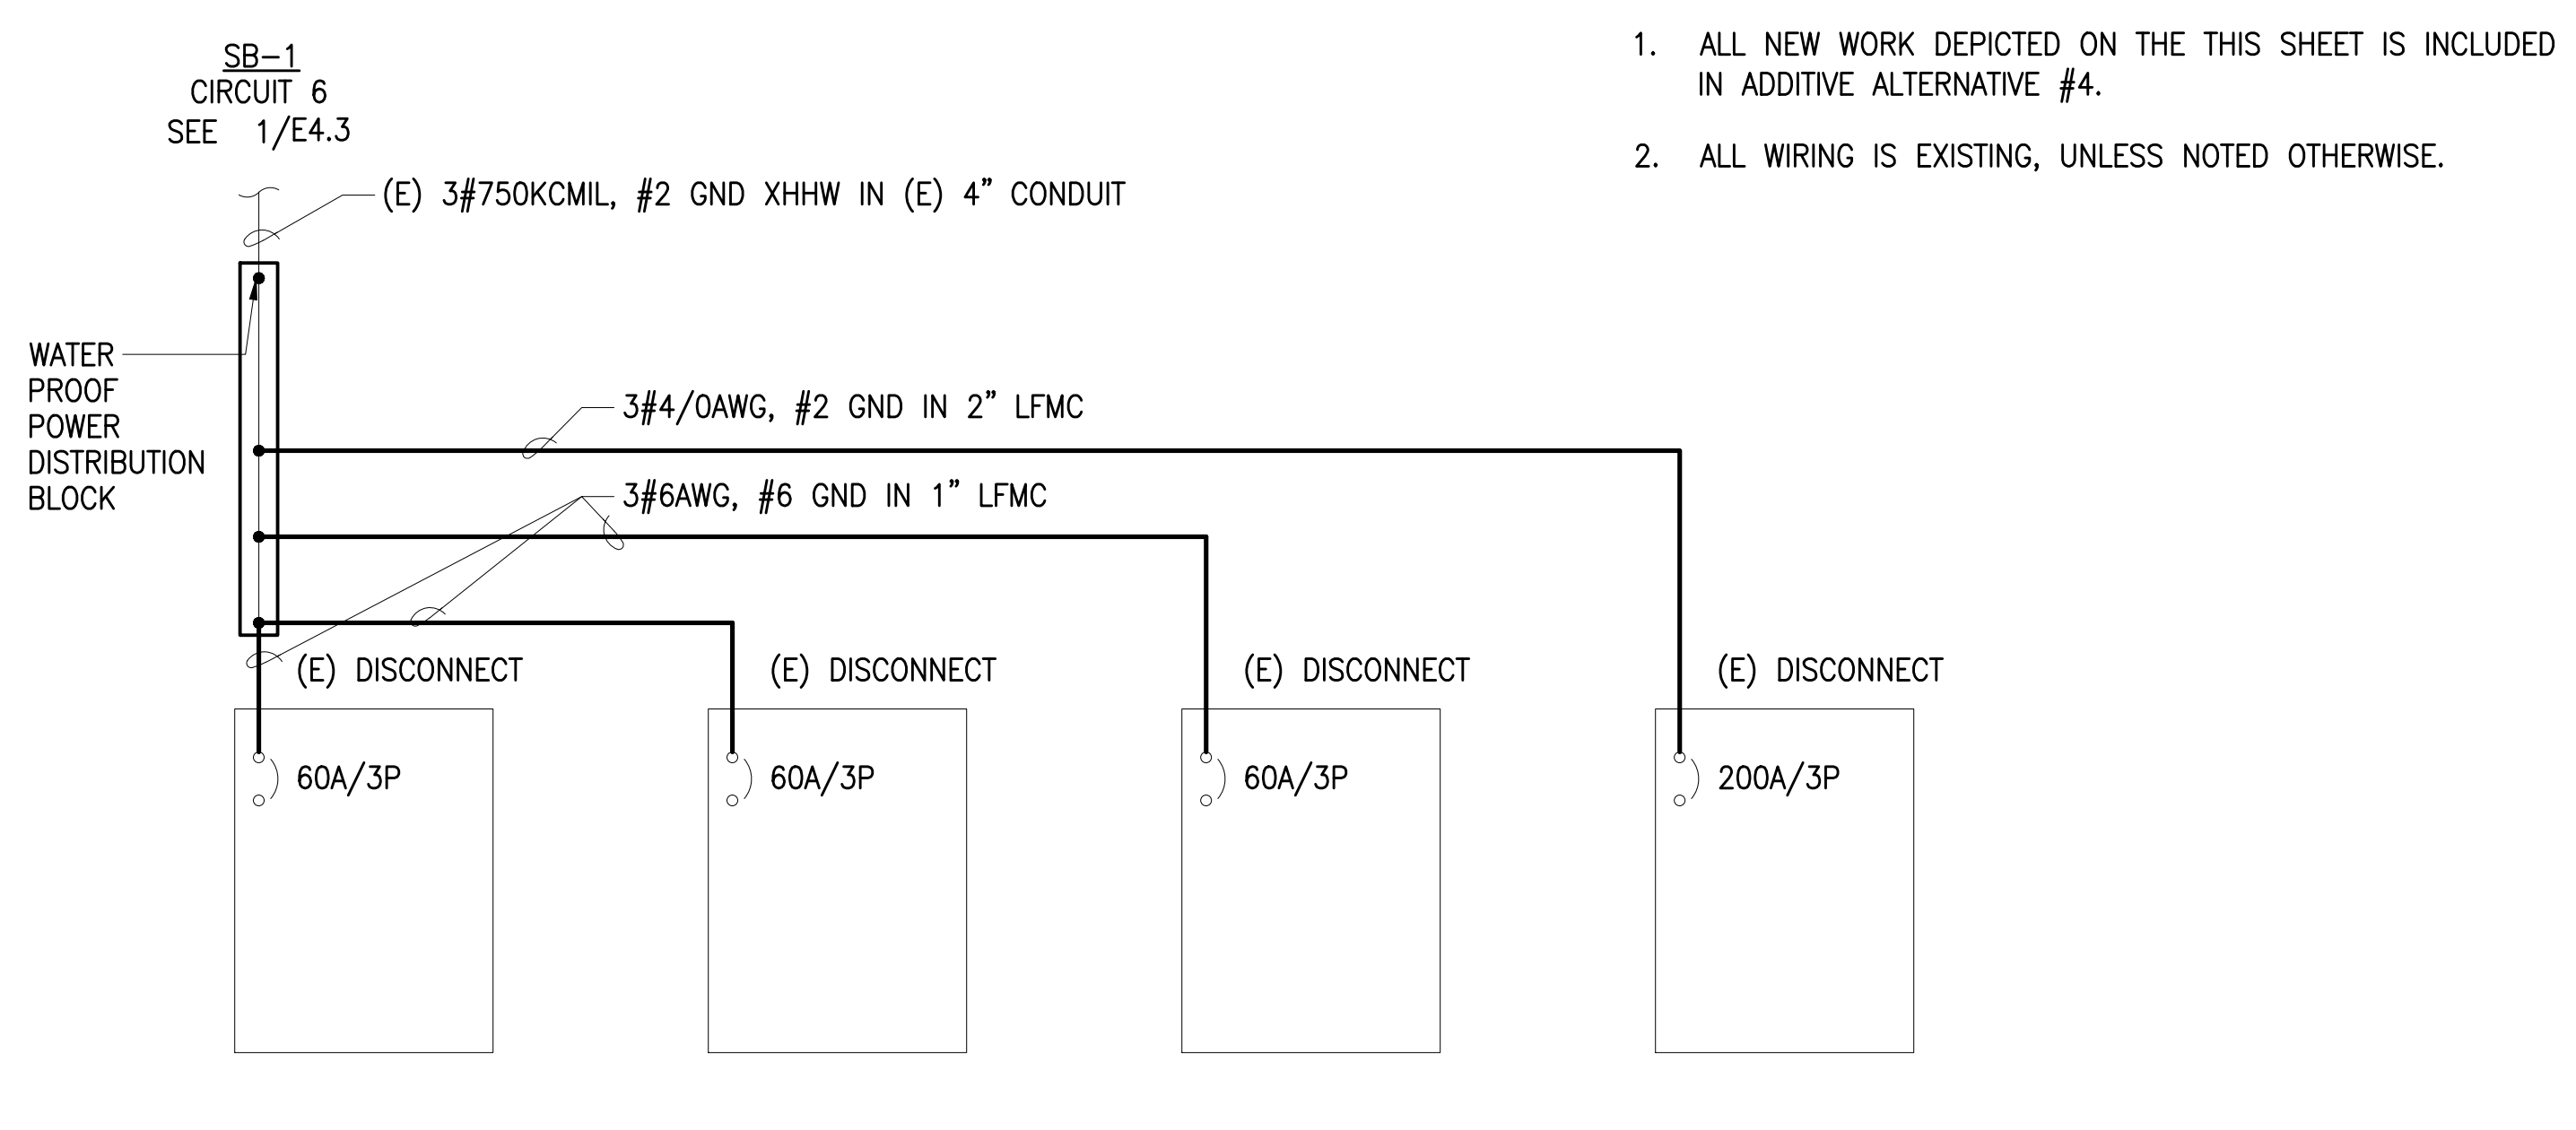 SB-1
CIRCUIT 6
SEE 1/E4.3
(E) 3#750KCMIL, #2 GND XHHW IN (E) 4" CONDUIT
1. ALL NEW WORK DEPICTED ON THE THIS SHEET IS INCLUDED
IN ADDITIVE ALTERNATIVE #4.
2. ALL WIRING IS EXISTING, UNLESS NOTED OTHERWISE.
WATER
PROOF
POWER
DISTRIBUTION
BLOCK
3#4/0AWG, #2 GND IN 2" LFMC
3#6AWG, #6 GND IN 1" LFMC
(E) DISCONNECT
60A/3P
(E) DISCONNECT
60A/3P
(E) DISCONNECT
60A/3P
(E) DISCONNECT
200A/3P